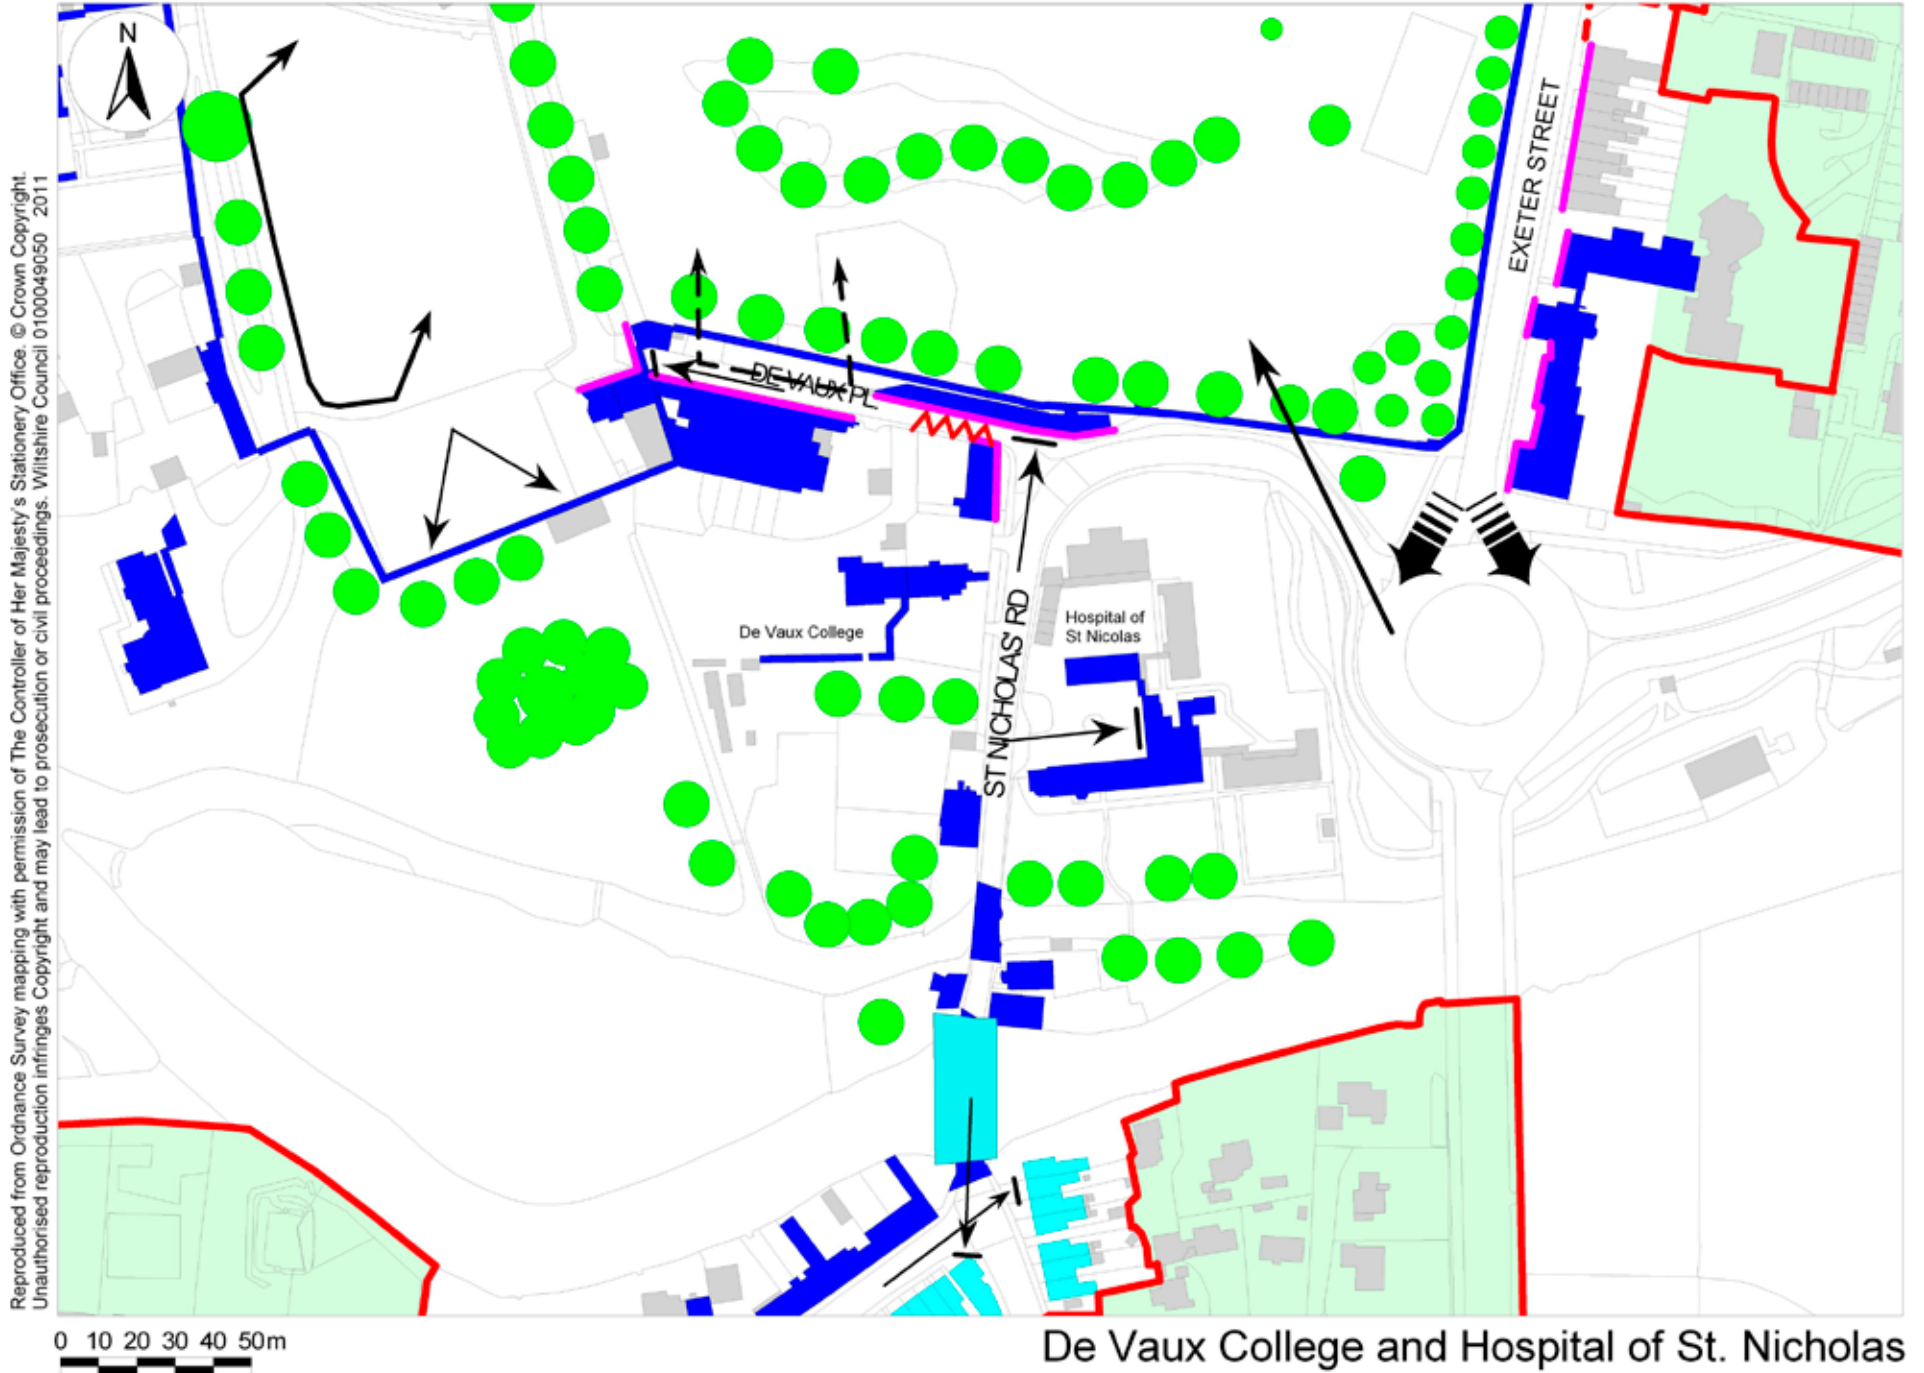 Reproduced from Ordnance Survey mapping with permission of The Controller of Her Majesty's Stationery Office. © Crown Copyright.
Unauthorised reproduction infringes Copyright and may lead to prosecution or civil proceedings. Wiltshire Council 0100049050 2011
N
EXETER STREET
DE VAUX PL
De Vaux College
Hospital of
St Nicolas
ST NICHOLAS' RD
0 10 20 30 40 50m
De Vaux College and Hospital of St. Nicholas